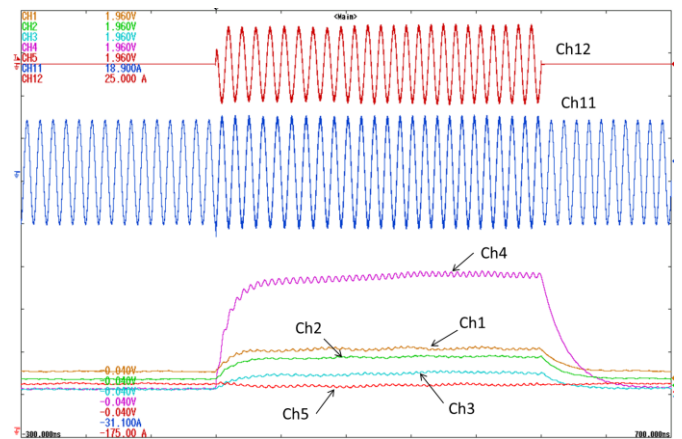 <Main>
CH1 1.960V
CH2 1.960V
CH3 1.960V
CH4 1.960V
CH5 1.960V
CH11 18.900A
CH12 25.000 A
Ch12
Ch11
Ch4
Ch2
Ch1
-0.040V
-0.040V
-0.040V
-0.040V
-0.040V
-31.100A
-175.00 A
Ch5
Ch3
-300.000ms
700.000ms